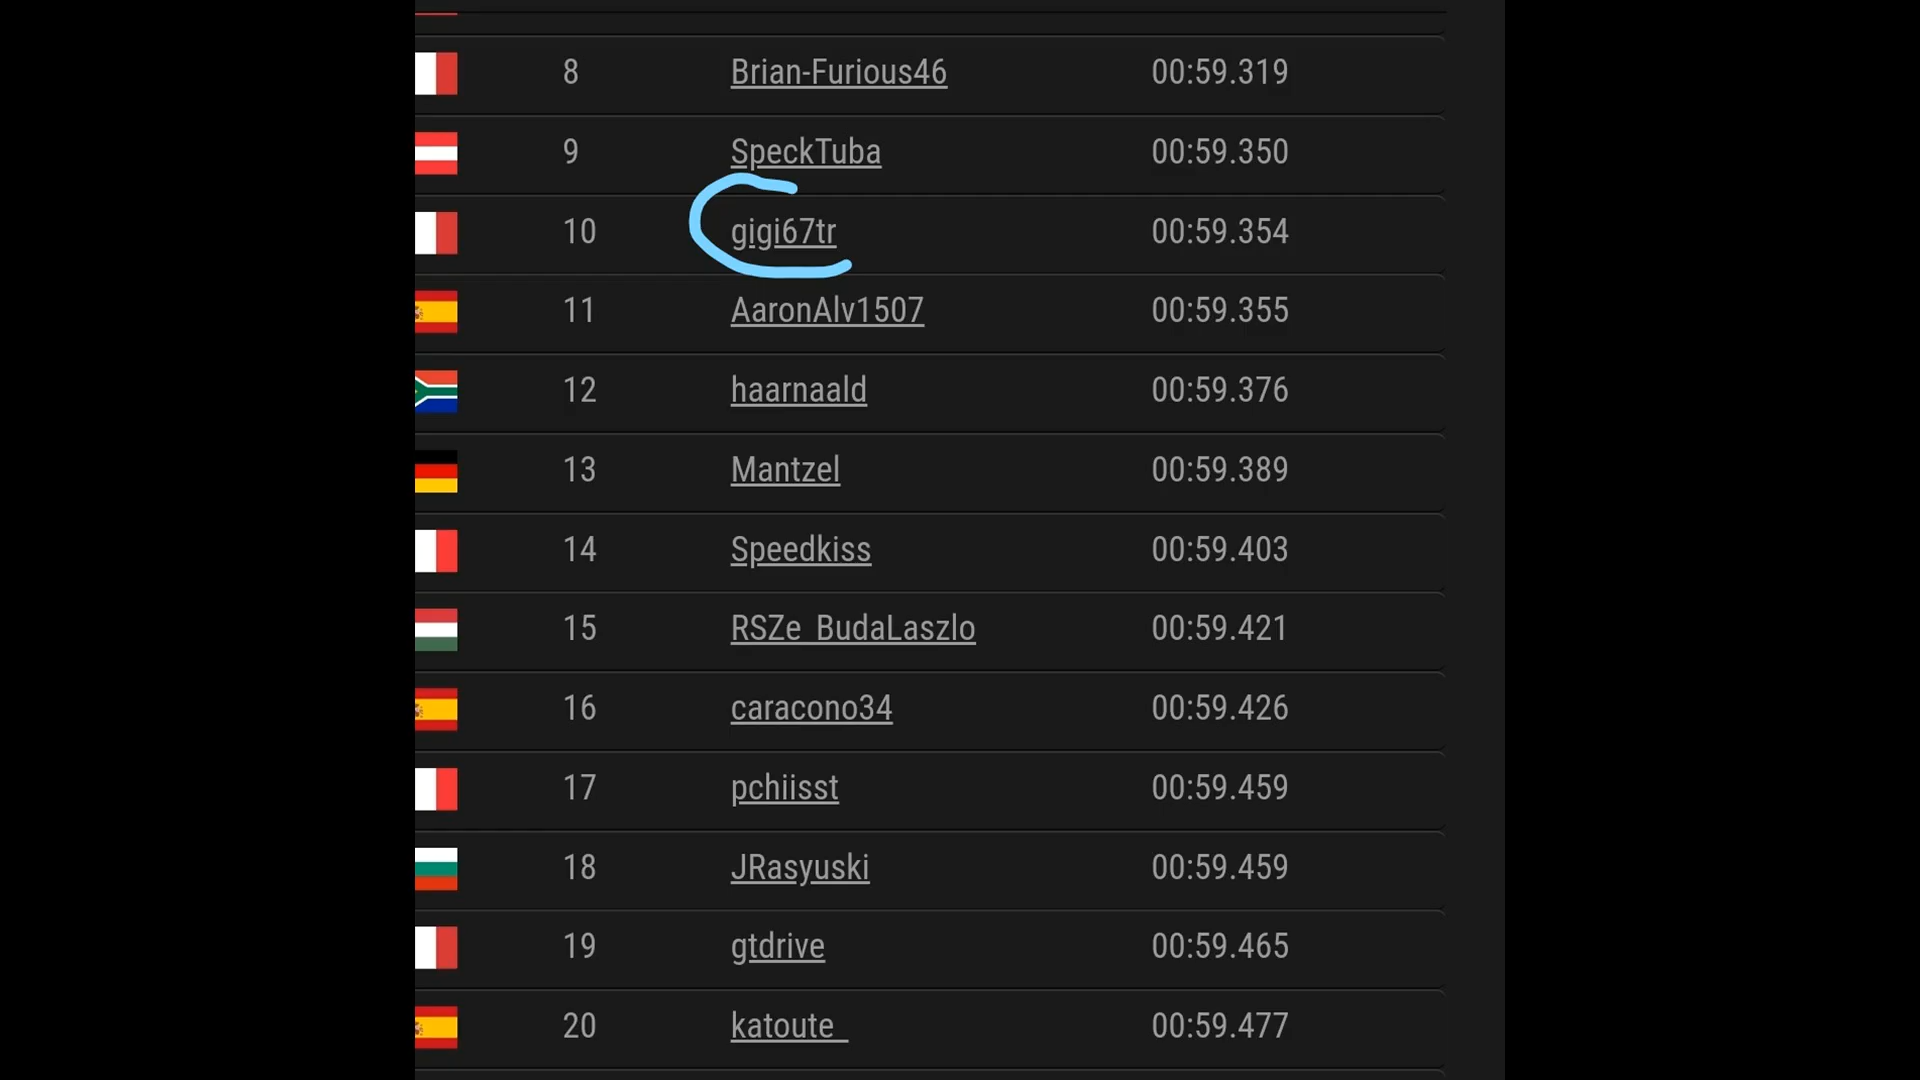 8 Brian-Furious46 00:59.319
9 SpeckTuba 00:59.350
10 gigi67tr 00:59.354
11 AaronAlv1507 00:59.355
12 haarnaald 00:59.376
13 Mantzel 00:59.389
14 Speedkiss 00:59.403
15 RSZe_BudaLaszlo 00:59.421
16 caracono34 00:59.426
17 pchiisst 00:59.459
18 JRasyuski 00:59.459
19 gtdrive 00:59.465
20 katoute_ 00:59.477